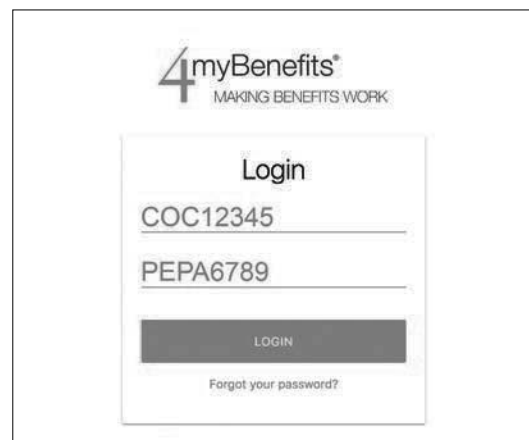 4myBenefits®
MAKING BENEFITS WORK
Login
COC12345
PEPA6789
LOGIN
Forgot your password?